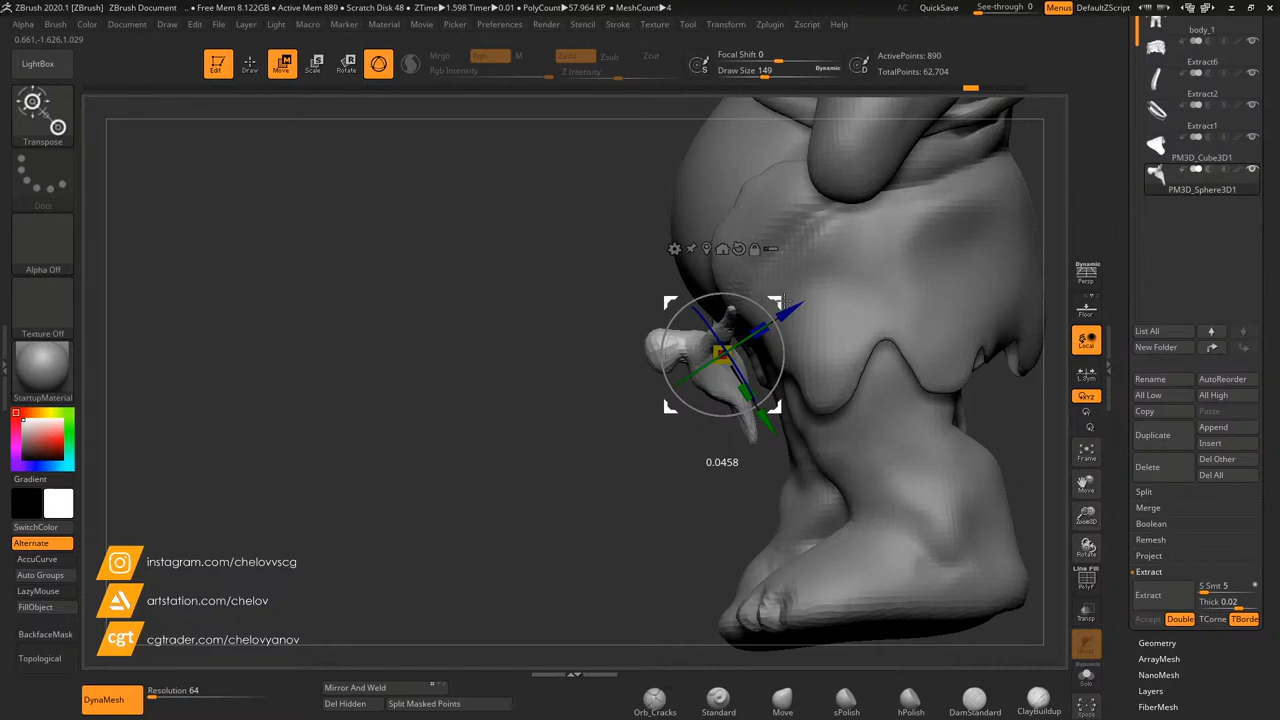 ZBrush 2020.1 [ZBrush] ZBrush Document .. • Free Mem 8.122GB • Active Mem 889 • Scratch Disk 48 • ZTime▶1.598 Timer▶0.01 • PolyCount▶57.964 KP • MeshCount▶4 AC QuickSave See-through 0 Menus DefaultZScript
Alpha Brush Color Document Draw Edit File Layer Light Macro Marker Material Movie Picker Preferences Render Stencil Stroke Texture Tool Transform Zplugin Zscript Help
0.661,-1.626,1.029
LightBox
Edit Draw Move Scale Rotate
Mrgb Rgb M
Rgb Intensity
Zadd Zsub Zcut
Z Intensity
Focal Shift 0
Draw Size 149 Dynamic
ActivePoints: 890
TotalPoints: 62,704
Transpose
Dots
Alpha Off
Texture Off
StartupMaterial
Gradient
SwitchColor
Alternate
AccuCurve
Auto Groups
LazyMouse
FillObject
BackfaceMask
Topological
0.0458
instagram.com/chelovvscg
artstation.com/chelov
cgt cgtrader.com/chelovyanov
DynaMesh
Resolution 64
Mirror And Weld
Del Hidden Split Masked Points
Orb_Cracks Standard Move sPolish hPolish DamStandard ClayBuildup
Dynamic
Persp
Floor
Local
L.Sym
XYZ
Frame
Move
Zoom3D
Rotate
Line Fill
PolyF
Transp
Dynamic
Solo
Xpose
body_1
Extract6
Extract2
Extract1
PM3D_Cube3D1
PM3D_Sphere3D1
List All
New Folder
Rename AutoReorder
All Low All High
Copy Paste
Duplicate Append
Insert
Delete Del Other
Del All
Split
Merge
Boolean
Remesh
Project
Extract
Extract S Smt 5
Thick 0.02
Accept Double TCorne TBorde
Geometry
ArrayMesh
NanoMesh
Layers
FiberMesh